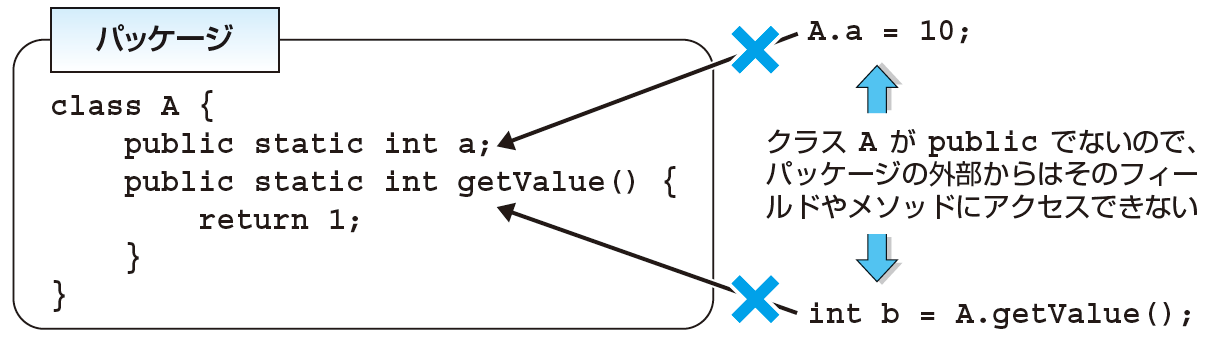 パッケージ
class A {
    public static int a;
    public static int getValue() {
        return 1;
    }
}
A.a = 10;
クラス A が public でないので、
パッケージの外部からはそのフィー
ルドやメソッドにアクセスできない
int b = A.getValue();